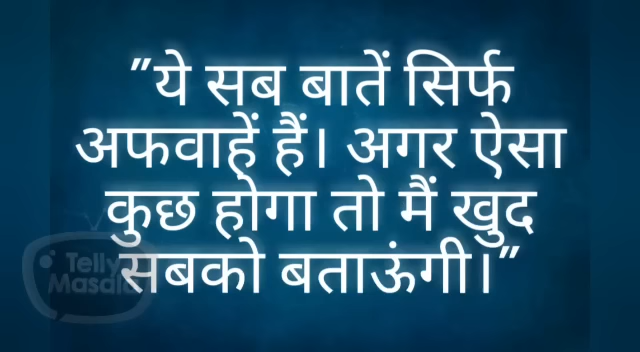 "ये सब बातें सिर्फ
अफवाहें हैं। अगर ऐसा
कुछ होगा तो मैं खुद
सबको बताऊंगी।"
Telly
Masala